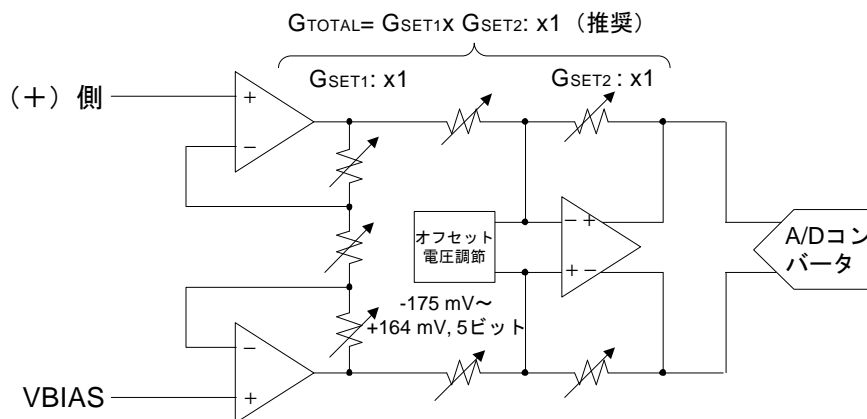 GTOTAL= GSET1x GSET2: x1（推奨）
GSET1: x1
GSET2 : x1
（＋）側
+
−
オフセット
電圧調節
− +
+ −
A/Dコン
バータ
-175 mV～
+164 mV, 5ビット
−
+
VBIAS